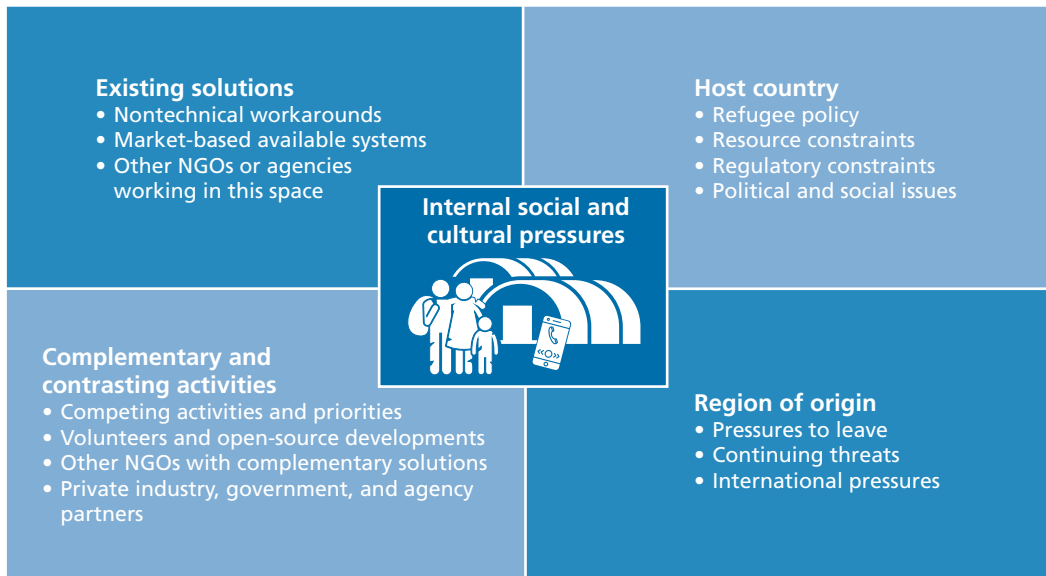 Existing solutions
• Nontechnical workarounds
• Market-based available systems
• Other NGOs or agencies
working in this space
Host country
• Refugee policy
• Resource constraints
• Regulatory constraints
• Political and social issues
Internal social and
cultural pressures
Complementary and
contrasting activities
• Competing activities and priorities
• Volunteers and open-source developments
• Other NGOs with complementary solutions
• Private industry, government, and agency
partners
Region of origin
• Pressures to leave
• Continuing threats
• International pressures